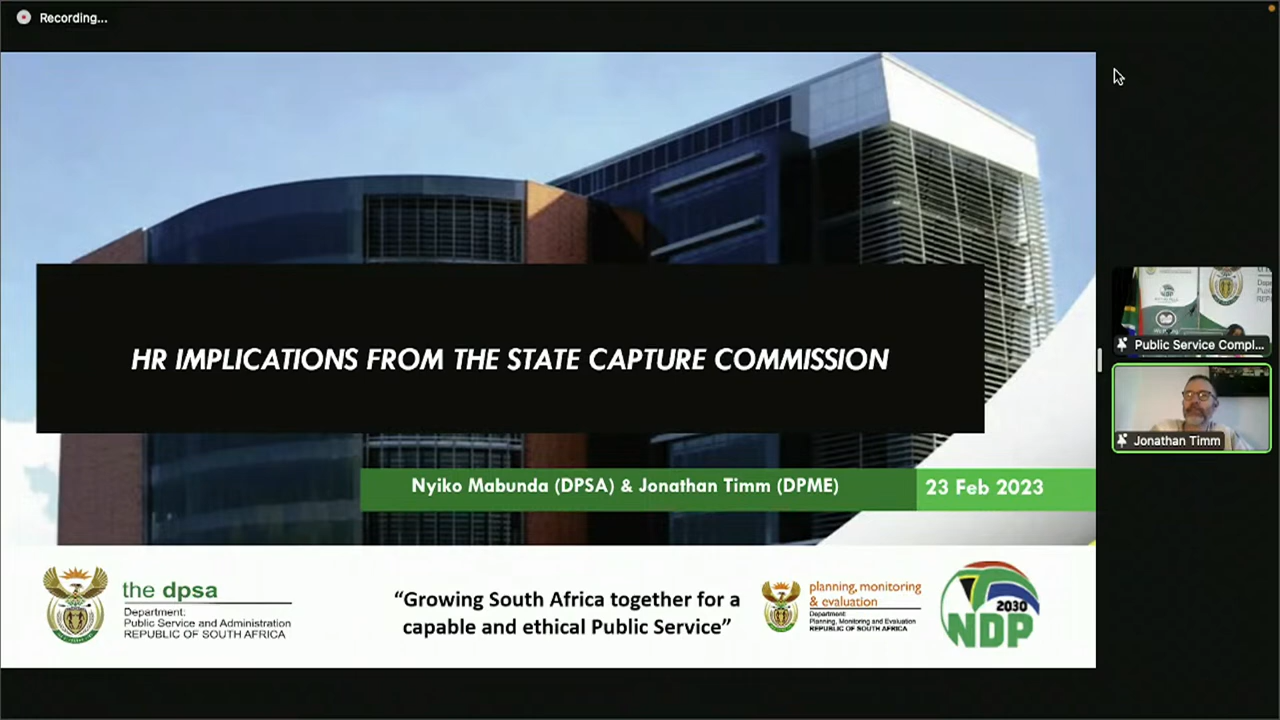 Recording...
HR IMPLICATIONS FROM THE STATE CAPTURE COMMISSION
Nyiko Mabunda (DPSA) & Jonathan Timm (DPME)
23 Feb 2023
the dpsa
Department:
Public Service and Administration
REPUBLIC OF SOUTH AFRICA
“Growing South Africa together for a
capable and ethical Public Service”
planning, monitoring
& evaluation
Department:
Planning, Monitoring and Evaluation
REPUBLIC OF SOUTH AFRICA
2030
NDP
Public Service Compl...
Jonathan Timm